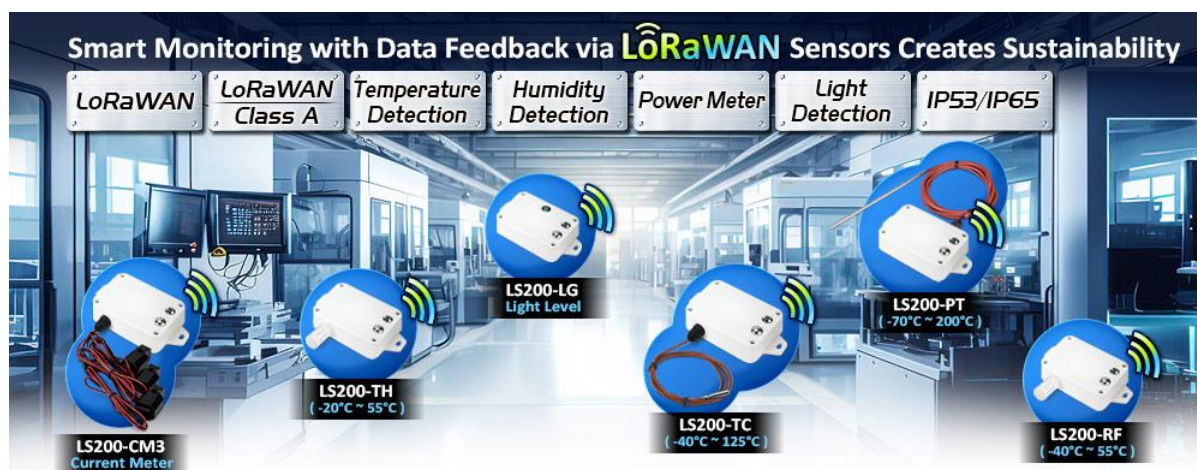 Smart Monitoring with Data Feedback via LoRaWAN Sensors Creates Sustainability
LoRaWAN
LoRaWAN
Class A
Temperature
Detection
Humidity
Detection
Power Meter
Light
Detection
IP53/IP65
LS200-LG
Light Level
LS200-PT
( -70°C ~ 200°C )
LS200-TH
( -20°C ~ 55°C )
LS200-TC
( -40°C ~ 125°C )
LS200-RF
( -40°C ~ 55°C )
LS200-CM3
Current Meter